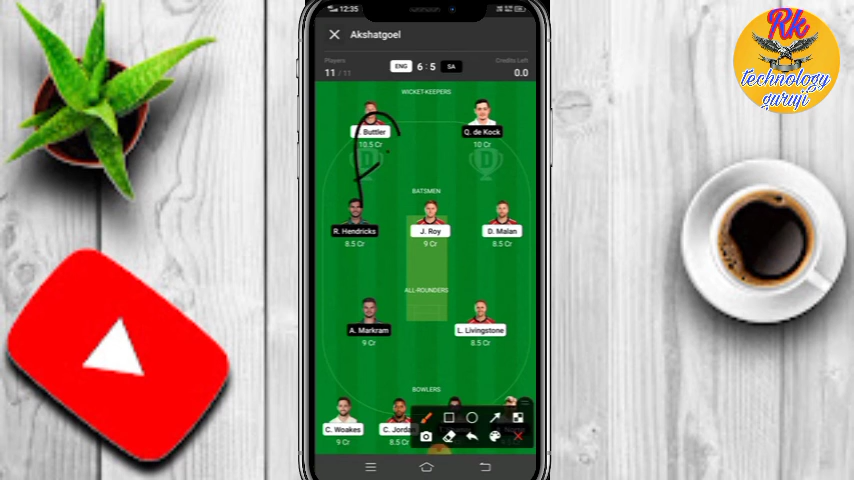 12:35
Akshatgoel
Players
11 / 11
ENG 6 : 5 SA
Credits Left
0.0
WICKET-KEEPERS
Buttler
10.5 Cr
Q. de Kock
10 Cr
D
D
BATSMEN
R. Hendricks
8.5 Cr
J. Roy
9 Cr
D. Malan
8.5 Cr
ALL-ROUNDERS
A. Markram
9 Cr
L. Livingstone
8.5 Cr
BOWLERS
C. Woakes
9 Cr
C. Jordan
8.5 C
Rk
technology
guruji